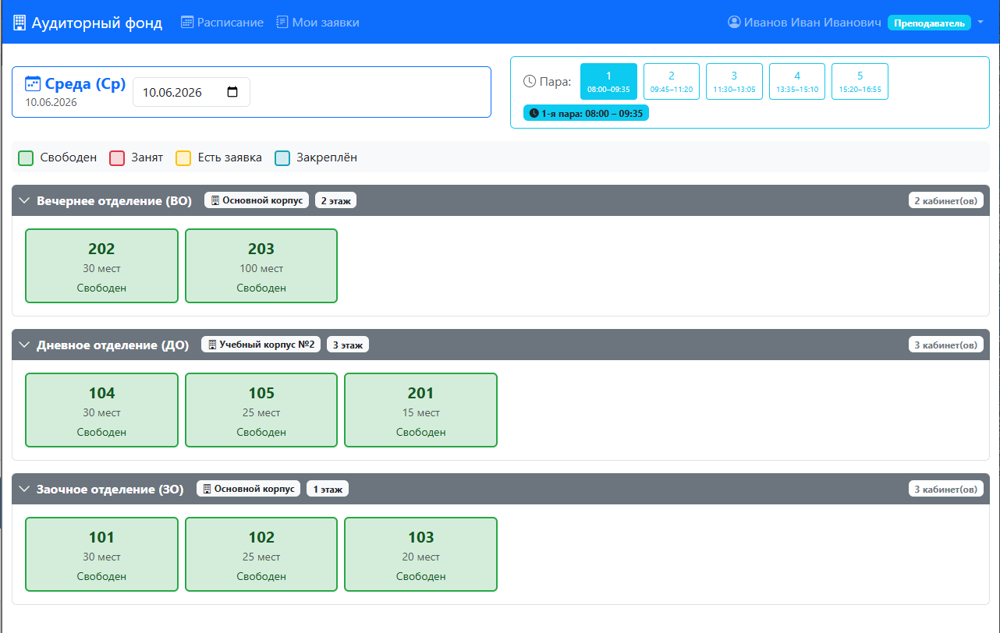 Аудиторный фонд Расписание Мои заявки Иванов Иван Иванович Преподаватель
Среда (Ср)
10.06.2026
10.06.2026
Пара:
1
08:00–09:35
2
09:45–11:20
3
11:30–13:05
4
13:35–15:10
5
15:20–16:55
1-я пара: 08:00 – 09:35
Свободен Занят Есть заявка Закреплён
Вечернее отделение (ВО) Основной корпус 2 этаж 2 кабинет(ов)
202
30 мест
Свободен
203
100 мест
Свободен
Дневное отделение (ДО) Учебный корпус №2 3 этаж 3 кабинет(ов)
104
30 мест
Свободен
105
25 мест
Свободен
201
15 мест
Свободен
Заочное отделение (ЗО) Основной корпус 1 этаж 3 кабинет(ов)
101
30 мест
Свободен
102
25 мест
Свободен
103
20 мест
Свободен